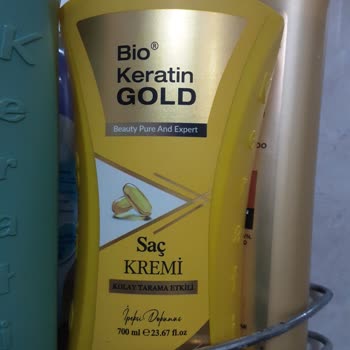 Bio®
Keratin
GOLD
Beauty Pure And Expert
Saç
KREMİ
KOLAY TARAMA ETKİLİ
İpeksi Dokunuş
700 ml ℮ 23.67 fl.oz